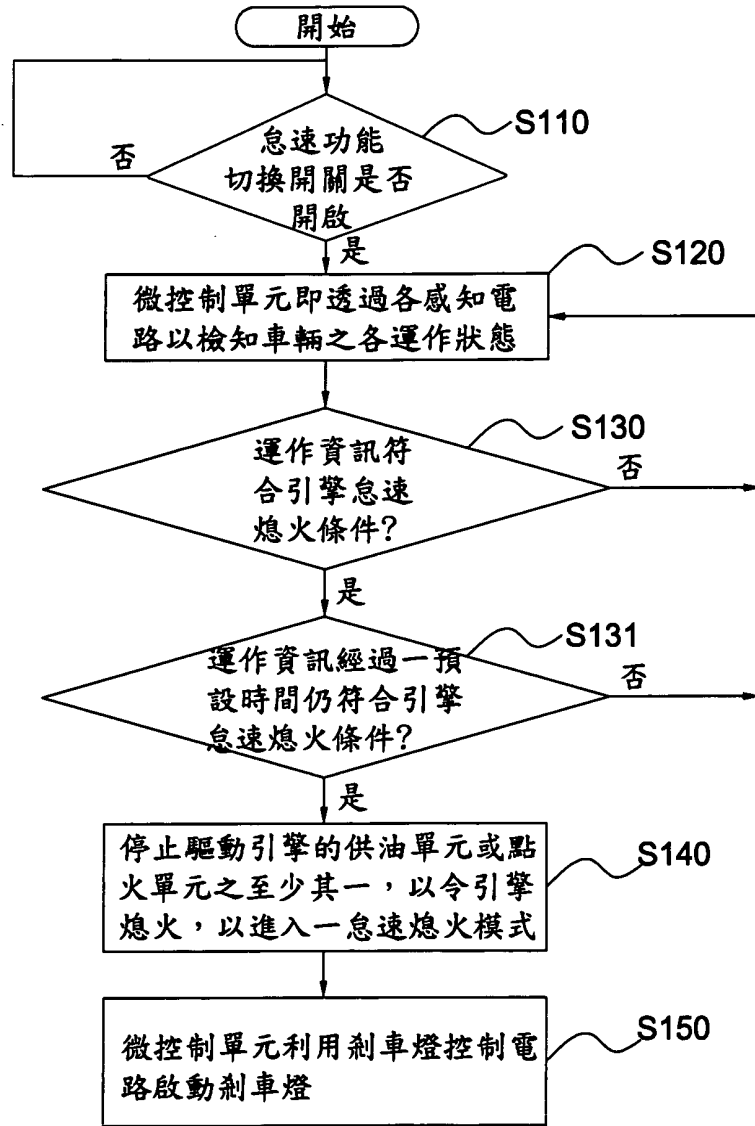 開始
怠速功能
切換開關是否
開啟
S110
否
是
S120
微控制單元即透過各感知電
路以檢知車輛之各運作狀態
S130
運作資訊符
合引擎怠速
熄火條件?
否
是
S131
運作資訊經過一預
設時間仍符合引擎
怠速熄火條件?
否
是
停止驅動引擎的供油單元或點
火單元之至少其一，以令引擎
熄火，以進入一怠速熄火模式
S140
微控制單元利用剎車燈控制電
路啟動剎車燈
S150